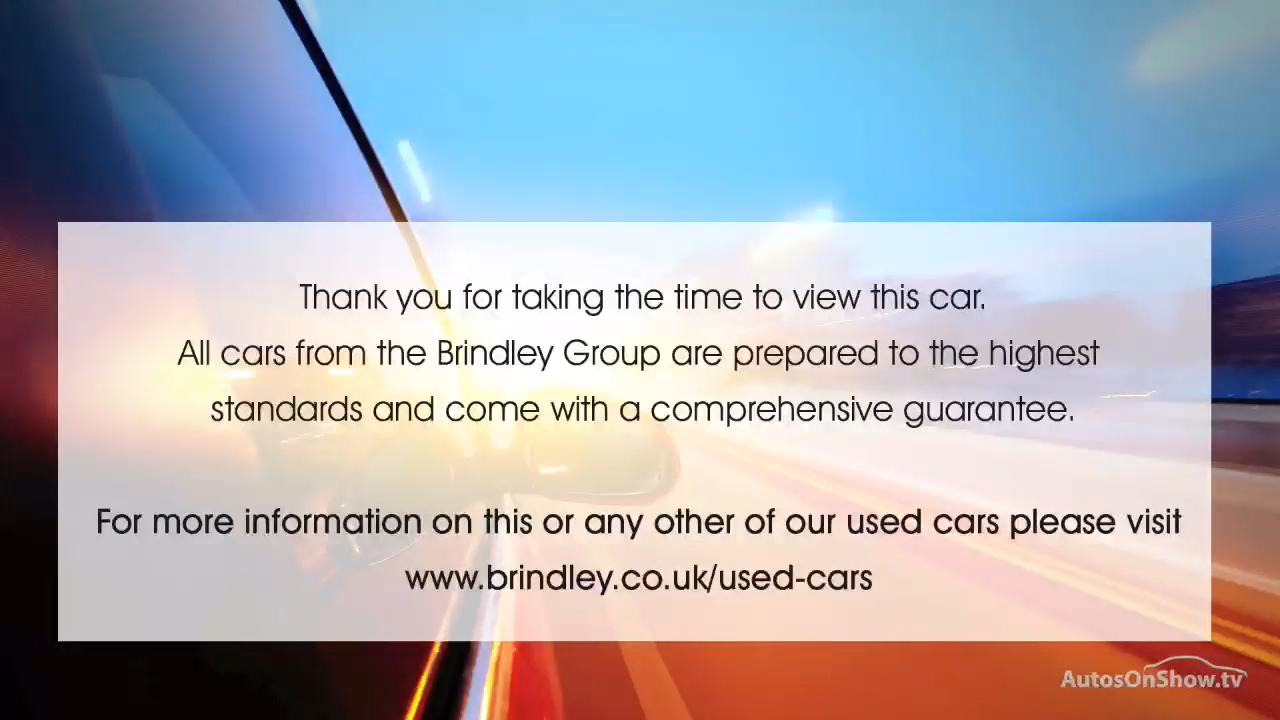 Thank you for taking the time to view this car.
All cars from the Brindley Group are prepared to the highest
standards and come with a comprehensive guarantee.
For more information on this or any other of our used cars please visit
www.brindley.co.uk/used-cars
AutosOnShow.tv